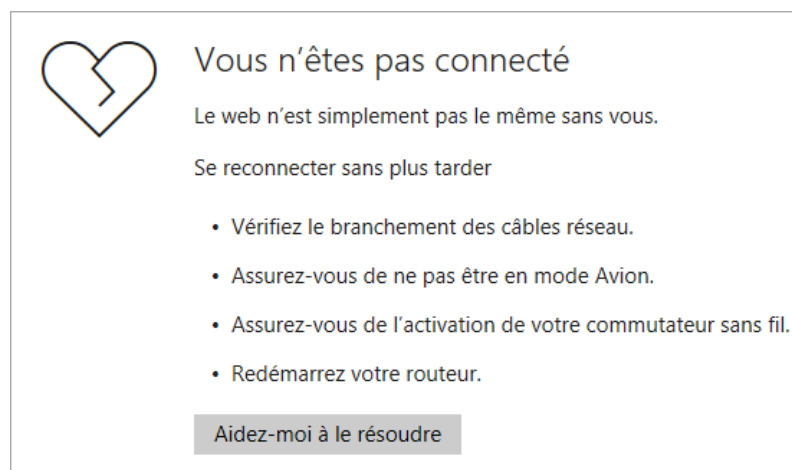 Vous n’êtes pas connecté
Le web n’est simplement pas le même sans vous.
Se reconnecter sans plus tarder
• Vérifiez le branchement des câbles réseau.
• Assurez-vous de ne pas être en mode Avion.
• Assurez-vous de l’activation de votre commutateur sans fil.
• Redémarrez votre routeur.
Aidez-moi à le résoudre